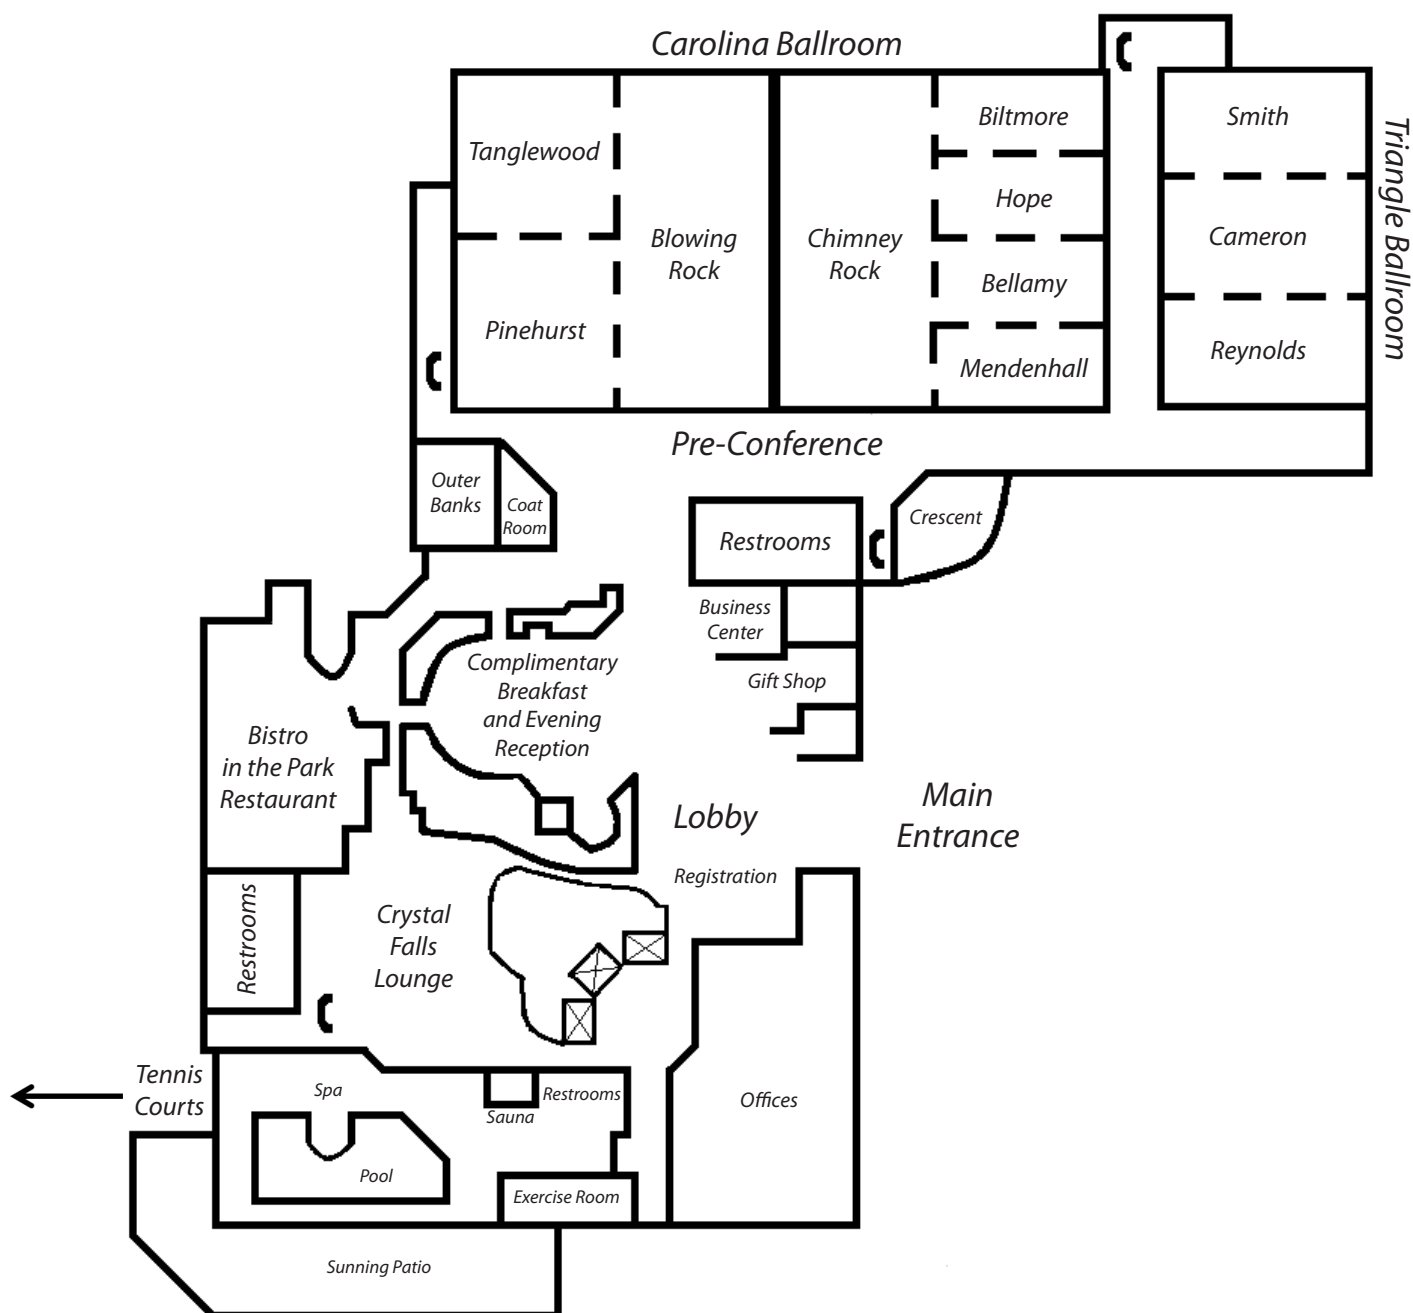 Carolina Ballroom
Tanglewood
Blowing
Rock
Chimney
Rock
Biltmore
Hope
Bellamy
Mendenhall
Pinehurst
Smith
Cameron
Reynolds
Triangle Ballroom
Pre-Conference
Outer
Banks
Coat
Room
Restrooms
Crescent
Business
Center
Gift Shop
Complimentary
Breakfast
and Evening
Reception
Bistro
in the Park
Restaurant
Lobby
Main
Entrance
Registration
Restrooms
Crystal
Falls
Lounge
Tennis
Courts
Spa
Sauna
Restrooms
Offices
Pool
Exercise Room
Sunning Patio